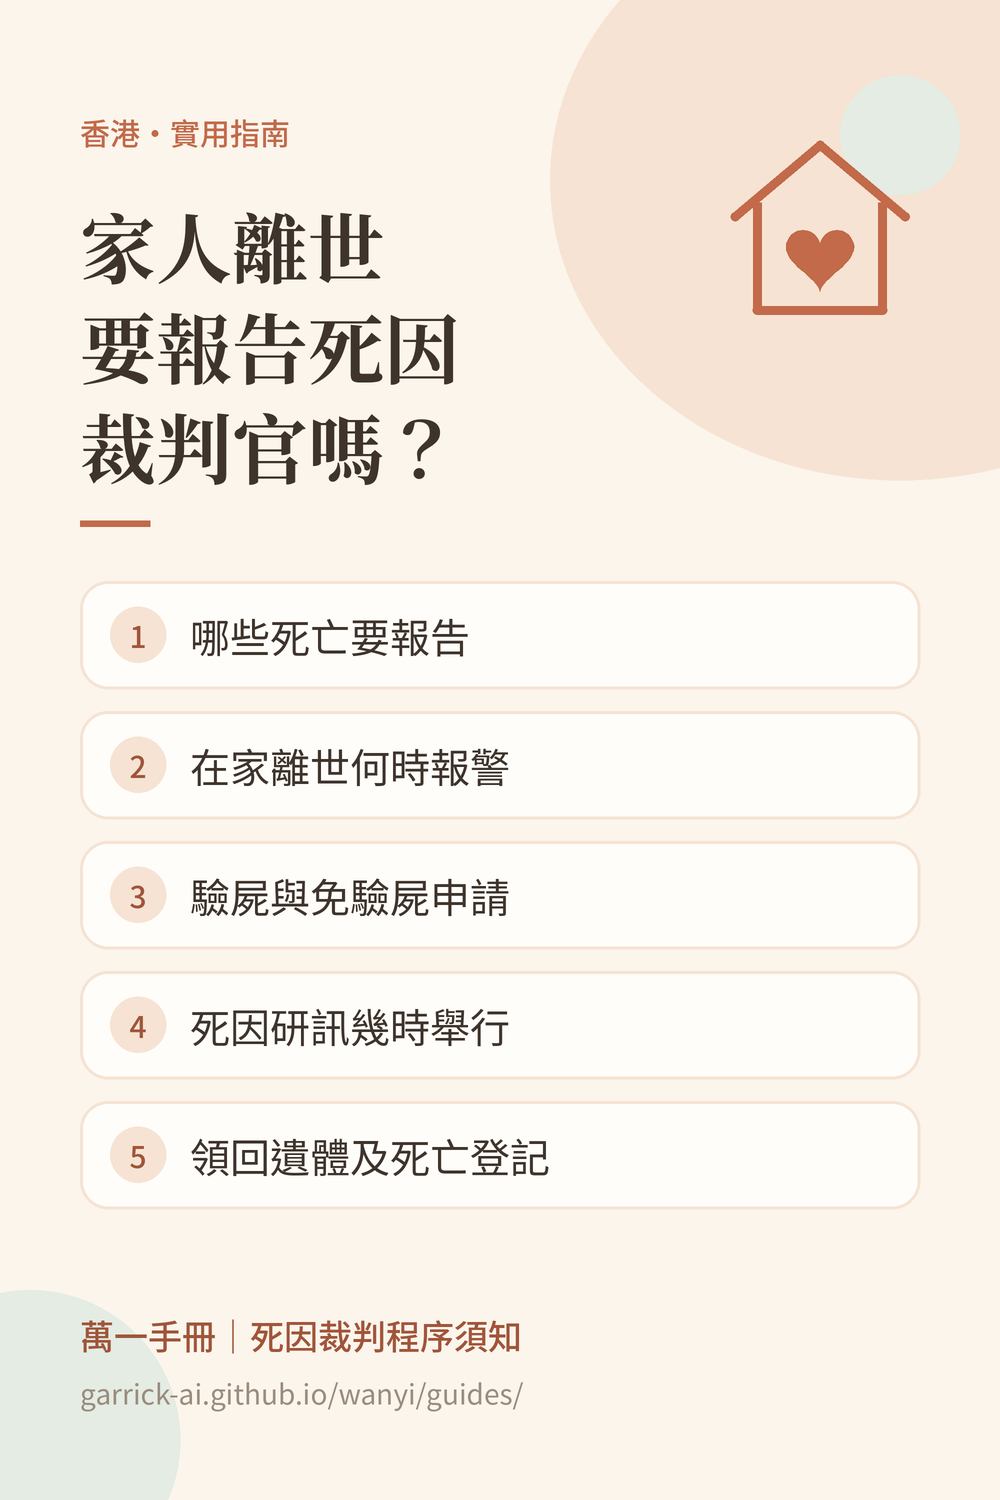 香港・實用指南
家人離世
要報告死因
裁判官嗎？
1 哪些死亡要報告
2 在家離世何時報警
3 驗屍與免驗屍申請
4 死因研訊幾時舉行
5 領回遺體及死亡登記
萬一手冊｜死因裁判程序須知
garrick-ai.github.io/wanyi/guides/